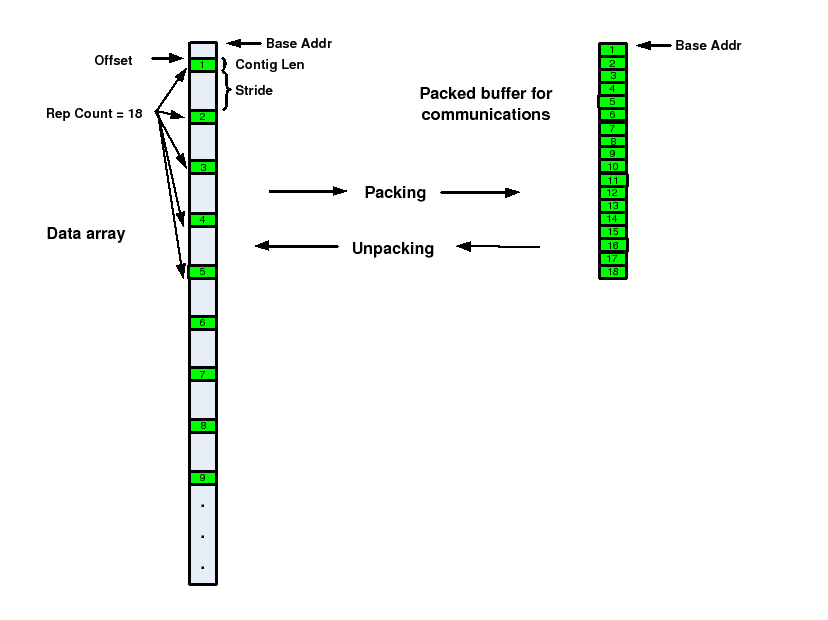 Base Addr
Offset
1
Contig Len
Stride
Rep Count = 18
2
3
4
Data array
5
6
7
8
9
.
.
.
Packing
Unpacking
Packed buffer for
communications
Base Addr
1
2
3
4
5
6
7
8
9
10
11
12
13
14
15
16
17
18